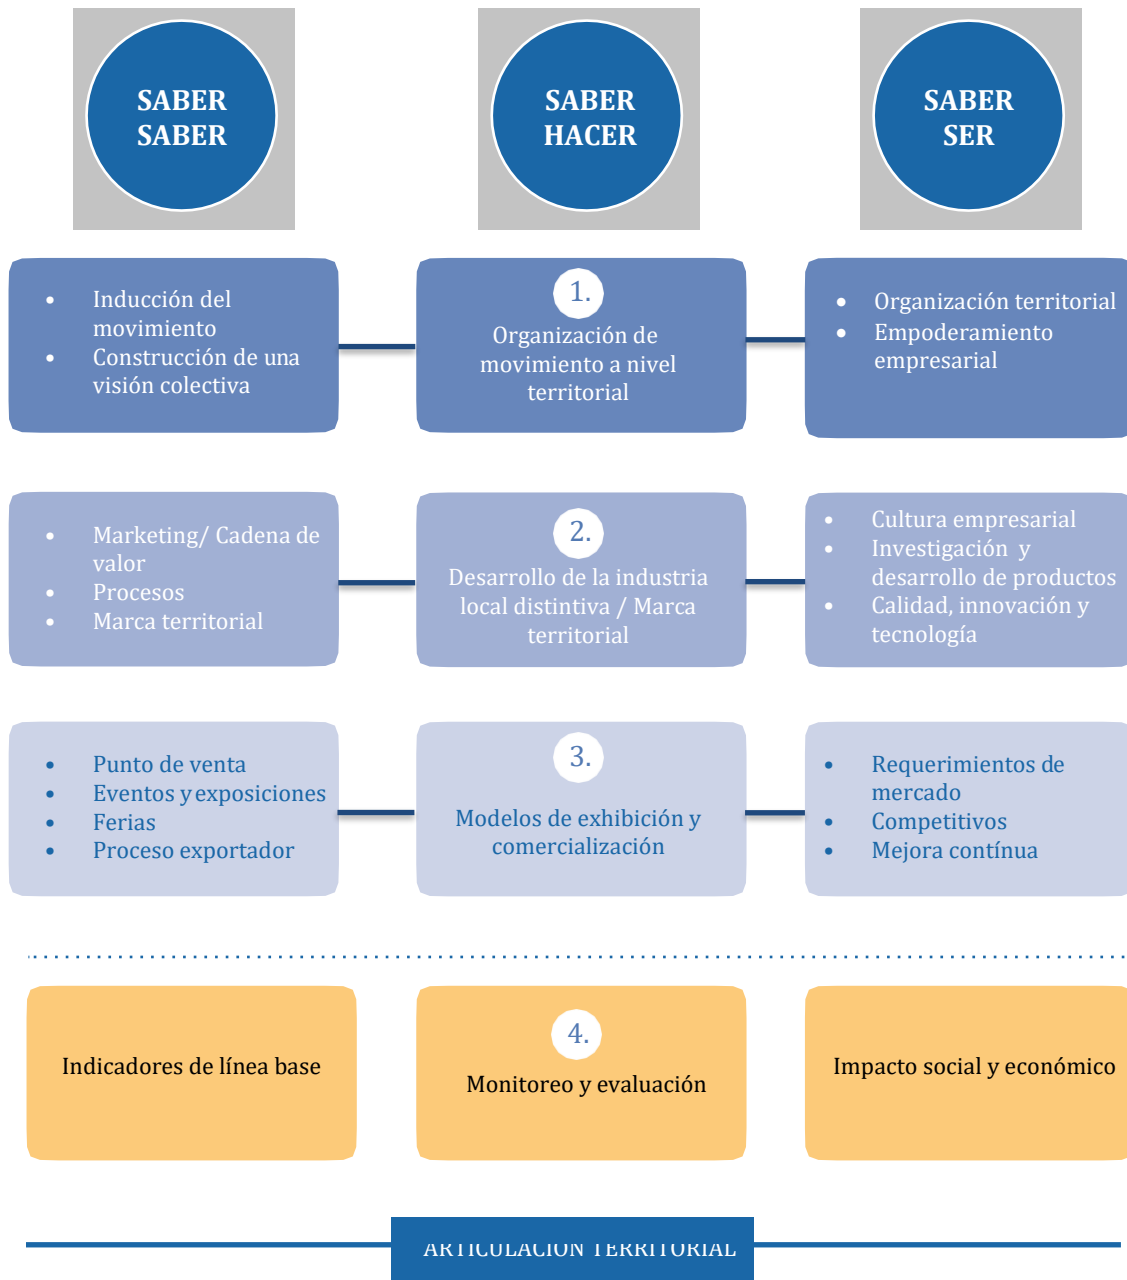 SABER
SABER
SABER
HACER
SABER
SER
• Inducción del
movimiento
• Construcción de una
visión colectiva
1.
Organización de
movimiento a nivel
territorial
• Organización territorial
• Empoderamiento
empresarial
• Marketing/ Cadena de
valor
• Procesos
• Marca territorial
2.
Desarrollo de la industria
local distintiva / Marca
territorial
• Cultura empresarial
• Investigación y
desarrollo de productos
• Calidad, innovación y
tecnología
• Punto de venta
• Eventos y exposiciones
• Ferias
• Proceso exportador
3.
Modelos de exhibición y
comercialización
• Requerimientos de
mercado
• Competitivos
• Mejora contínua
Indicadores de línea base
4.
Monitoreo y evaluación
Impacto social y económico
ARTICULACION TERRITORIAL